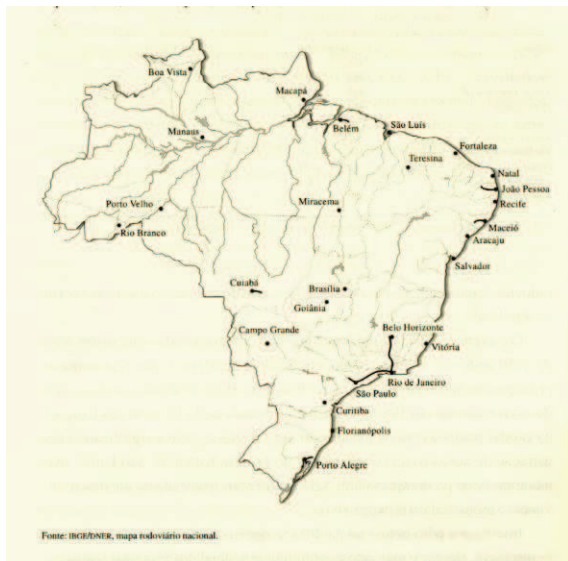 Boa Vista
Macapá
Manaus
Belém
São Luís
Fortaleza
Teresina
Natal
João Pessoa
Recife
Porto Velho
Miracema
Rio Branco
Maceió
Aracaju
Salvador
Cuiabá
Brasília
Goiânia
Campo Grande
Belo Horizonte
Vitória
Rio de Janeiro
São Paulo
Curitiba
Florianópolis
Porto Alegre
Fonte: IBGE/DNER, mapa rodoviário nacional.